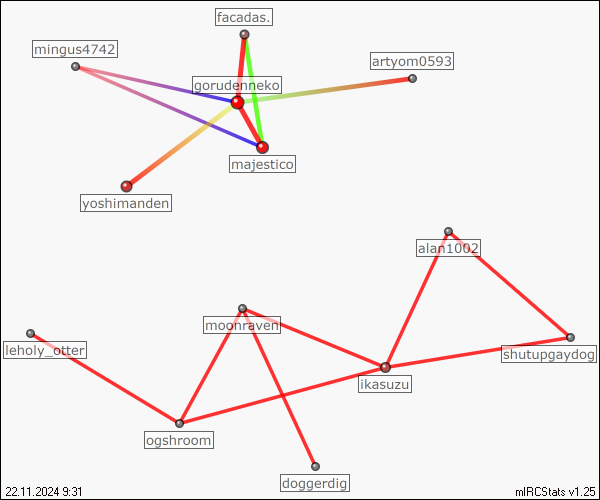 facadas.
mingus4742
artyom0593
gorudenneko
majestico
yoshimanden
alan1002
moonraven
leholy_otter
shutupgaydog
ikasuzu
ogshroom
doggerdig
22.11.2024 9:31
mIRCStats v1.25